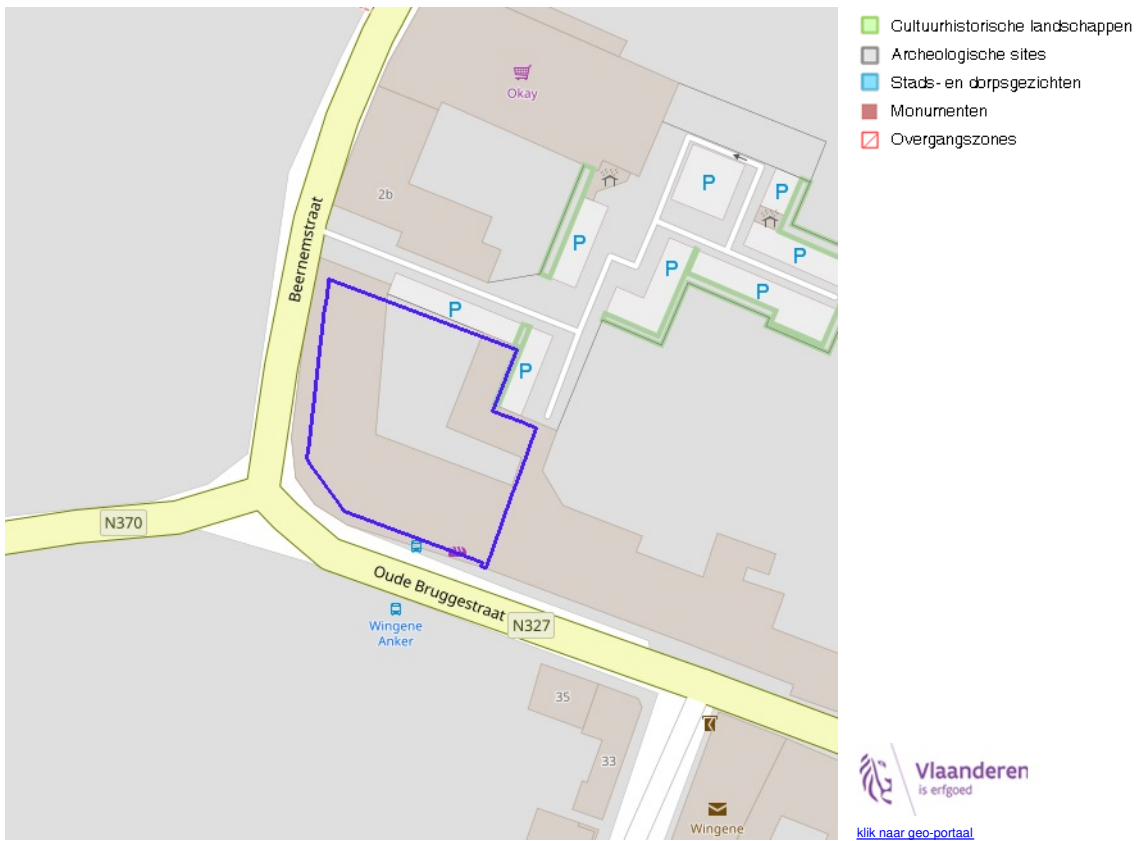 Okay
2b
P
P
P
P
P
P
P
P
Beernemstraat
N370
Oude Bruggestraat
N327
Wingene
Anker
35
33
Wingene
Cultuurhistorische landschappen
Archeologische sites
Stads- en dorpsgezichten
Monumenten
Overgangszones
Vlaanderen
is erfgoed
klik naar geo-portaal